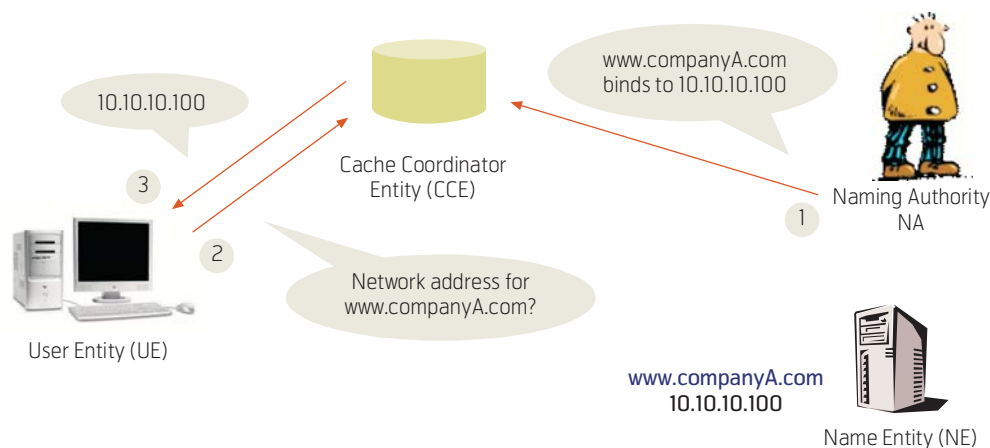 www.companyA.com
binds to 10.10.10.100
10.10.10.100
Cache Coordinator
Entity (CCE)
3
1
Naming Authority
NA
2
Network address for
www.companyA.com?
User Entity (UE)
www.companyA.com
10.10.10.100
Name Entity (NE)